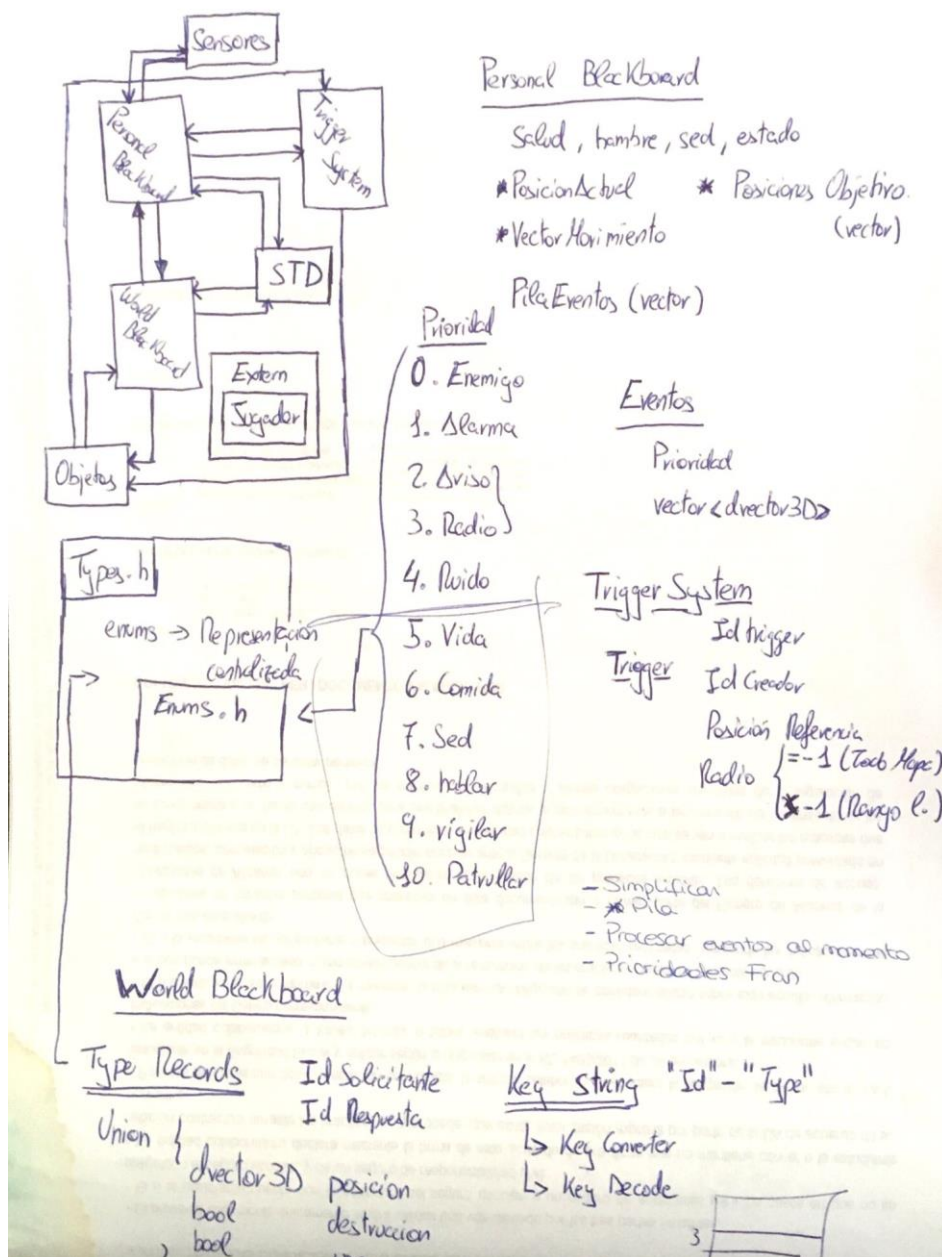 Sensores
Personal
Blackboard
Trigger
System
STD
World
Blackboard
Extern
Jugador
Objetos
Personal Blackboard
Salud, hambre, sed, estado
*PosicionActual * Posiciones Objetivo.
(vector)
*Vector Movimiento
PilaEventos (vector)
Prioridad
0. Enemigo
1. Alarma
2. Aviso
3. Radio
4. Ruido
5. Vida
6. Comida
7. Sed
8. hablar
9. vigilar
10. Patrullar
Eventos
Prioridad
vector<dvector3D>
Types.h
enums → Representación
centralizada
Enums.h
Trigger System
Id trigger
Trigger Id Creador
Posición Referencia
Radio =-1 (Todo Mapa)
-1 (Rango l.)
- Simplificar
- Pila
- Procesar eventos al momento
- Prioridades Fran
World Blackboard
Type Records
Id Solicitante
Id Respuesta
Union {
dvector3D posicion
bool destruccion
bool
Key String "Id" "Type"
↳ Key Converter
↳ Key Decode
3